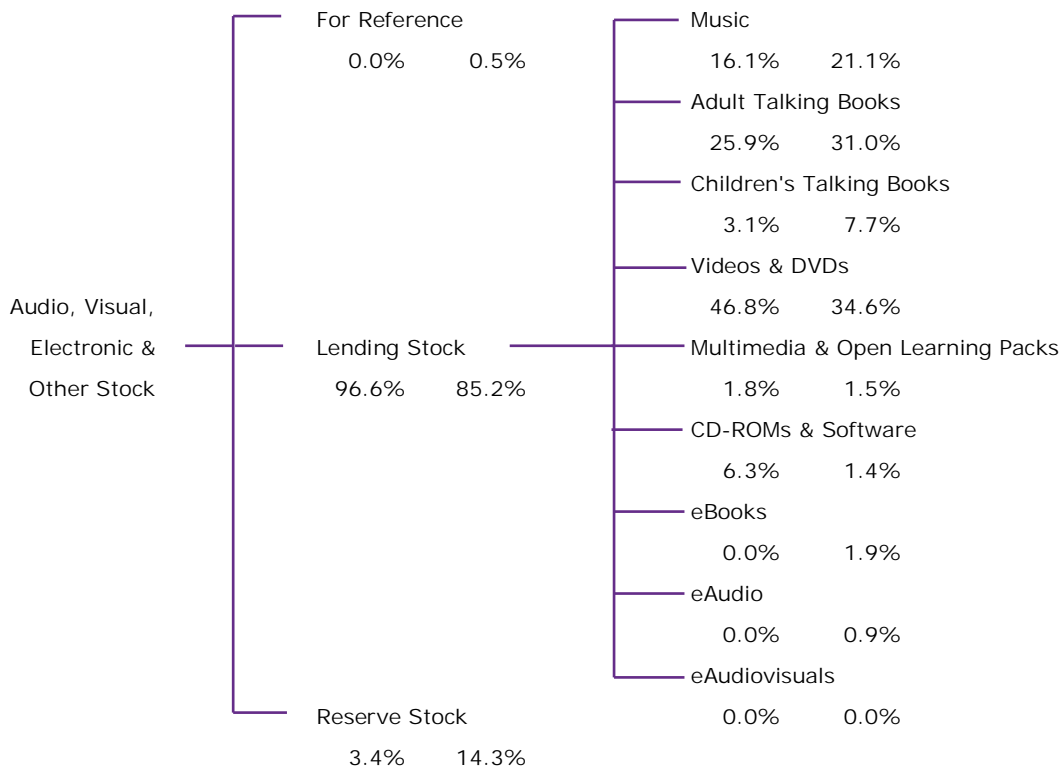 Audio, Visual,
Electronic &
Other Stock
For Reference
0.0% 0.5%
Lending Stock
96.6% 85.2%
Reserve Stock
3.4% 14.3%
Music
16.1% 21.1%
Adult Talking Books
25.9% 31.0%
Children's Talking Books
3.1% 7.7%
Videos & DVDs
46.8% 34.6%
Multimedia & Open Learning Packs
1.8% 1.5%
CD-ROMs & Software
6.3% 1.4%
eBooks
0.0% 1.9%
eAudio
0.0% 0.9%
eAudiovisuals
0.0% 0.0%